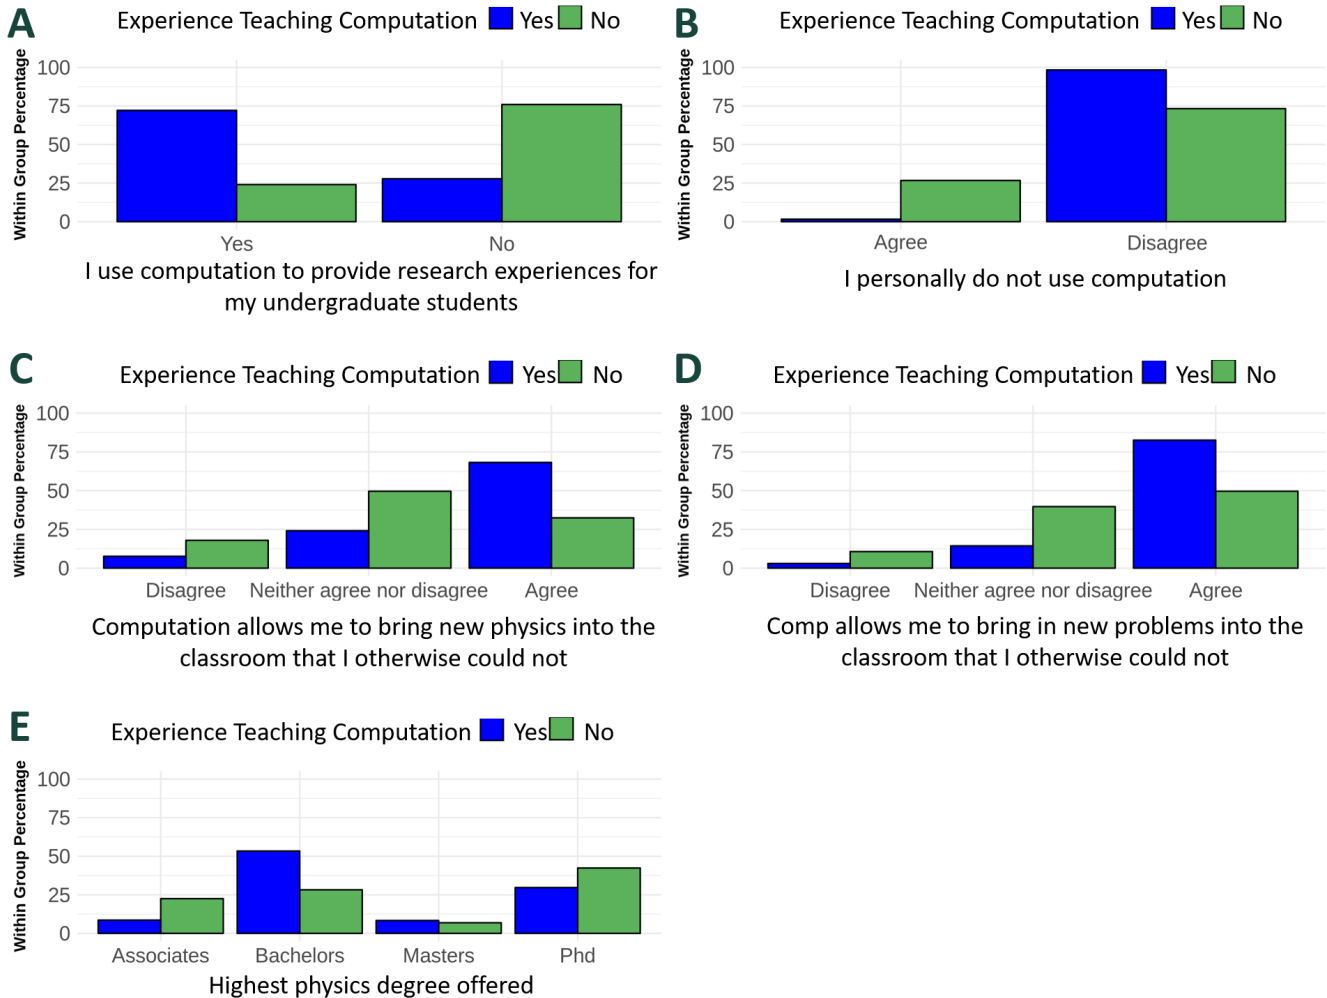 A
Experience Teaching Computation Yes No
Within Group Percentage
100
75
50
25
0
Yes No
I use computation to provide research experiences for
my undergraduate students
B
Experience Teaching Computation Yes No
Within Group Percentage
100
75
50
25
0
Agree Disagree
I personally do not use computation
C
Experience Teaching Computation Yes No
Within Group Percentage
100
75
50
25
0
Disagree Neither agree nor disagree Agree
Computation allows me to bring new physics into the
classroom that I otherwise could not
D
Experience Teaching Computation Yes No
Within Group Percentage
100
75
50
25
0
Disagree Neither agree nor disagree Agree
Comp allows me to bring in new problems into the
classroom that I otherwise could not
E
Experience Teaching Computation Yes No
Within Group Percentage
100
75
50
25
0
Associates Bachelors Masters Phd
Highest physics degree offered